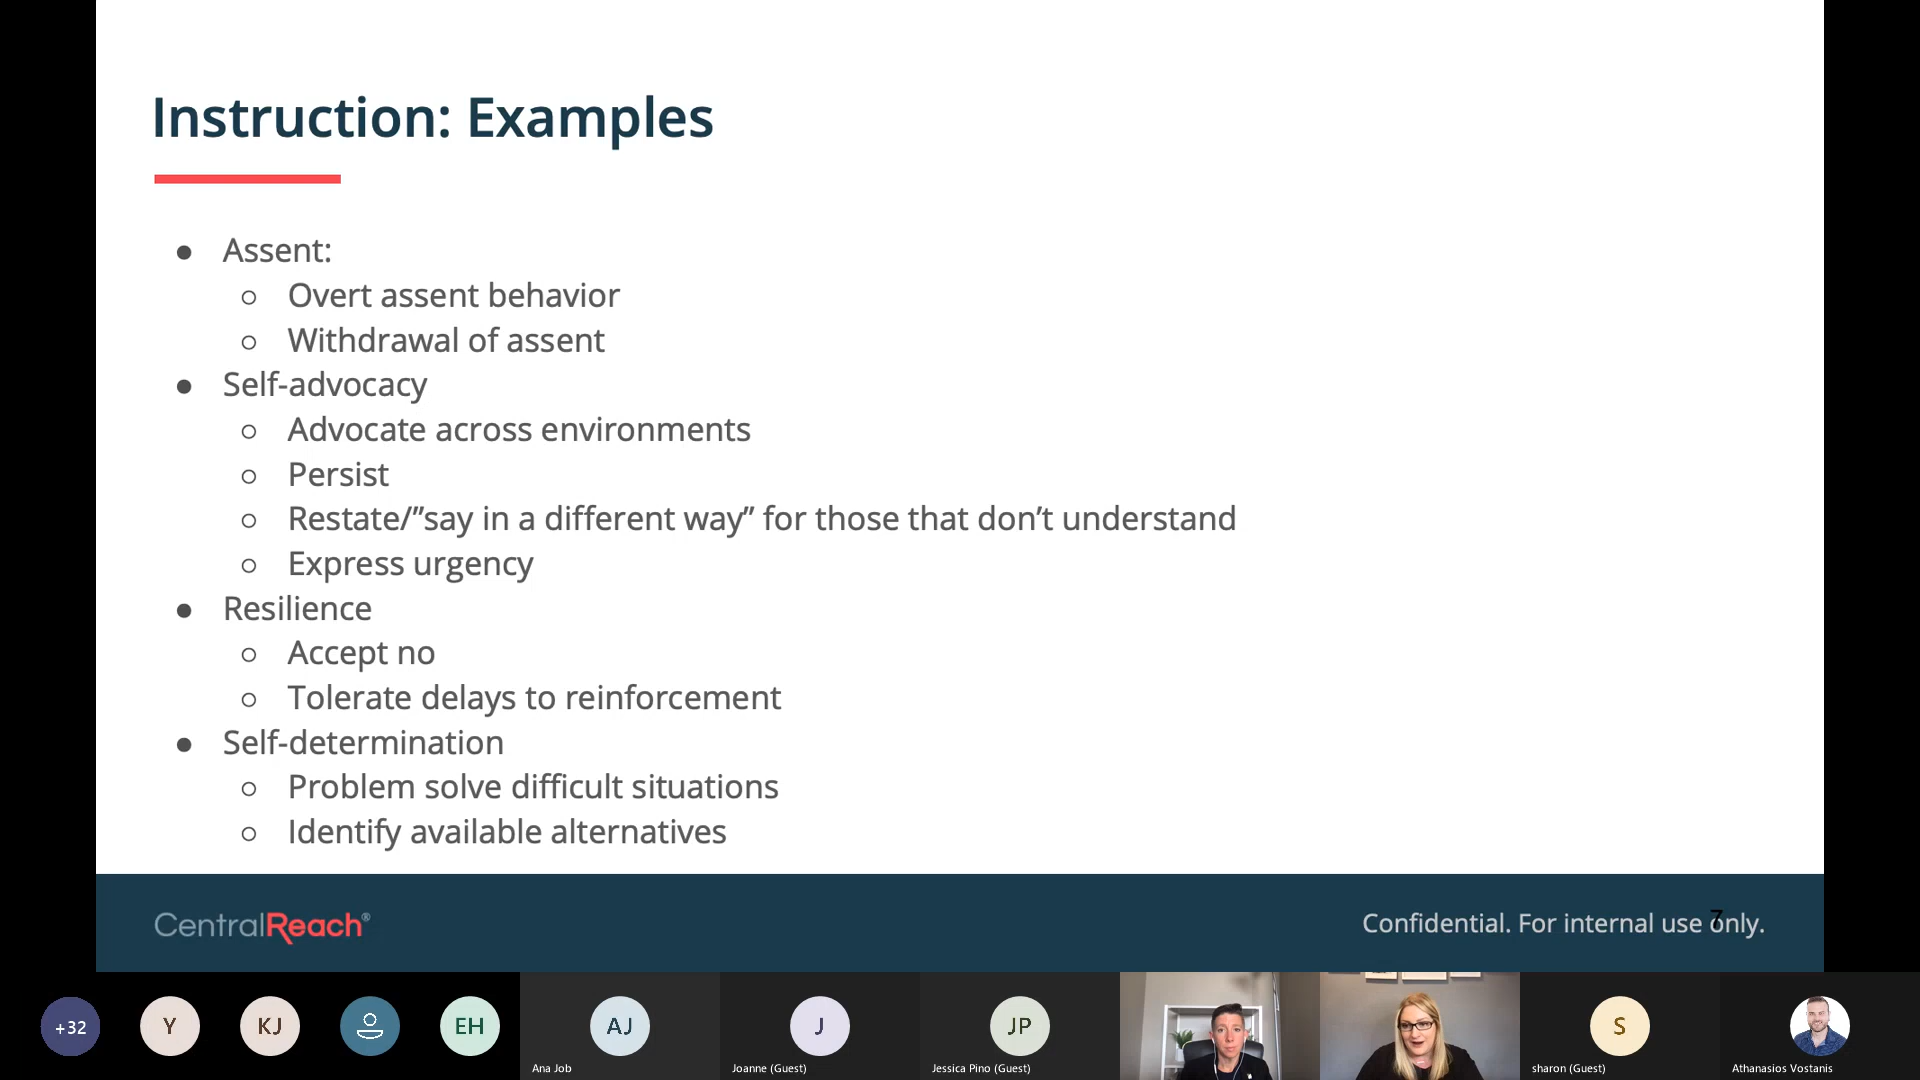 Instruction: Examples
● Assent:
○ Overt assent behavior
○ Withdrawal of assent
● Self-advocacy
○ Advocate across environments
○ Persist
○ Restate/”say in a different way” for those that don’t understand
○ Express urgency
● Resilience
○ Accept no
○ Tolerate delays to reinforcement
● Self-determination
○ Problem solve difficult situations
○ Identify available alternatives
CentralReach®
Confidential. For internal use only.
7
+32
Y
KJ
EH
AJ
Ana Job
J
Joanne (Guest)
JP
Jessica Pino (Guest)
S
sharon (Guest)
Athanasios Vostanis